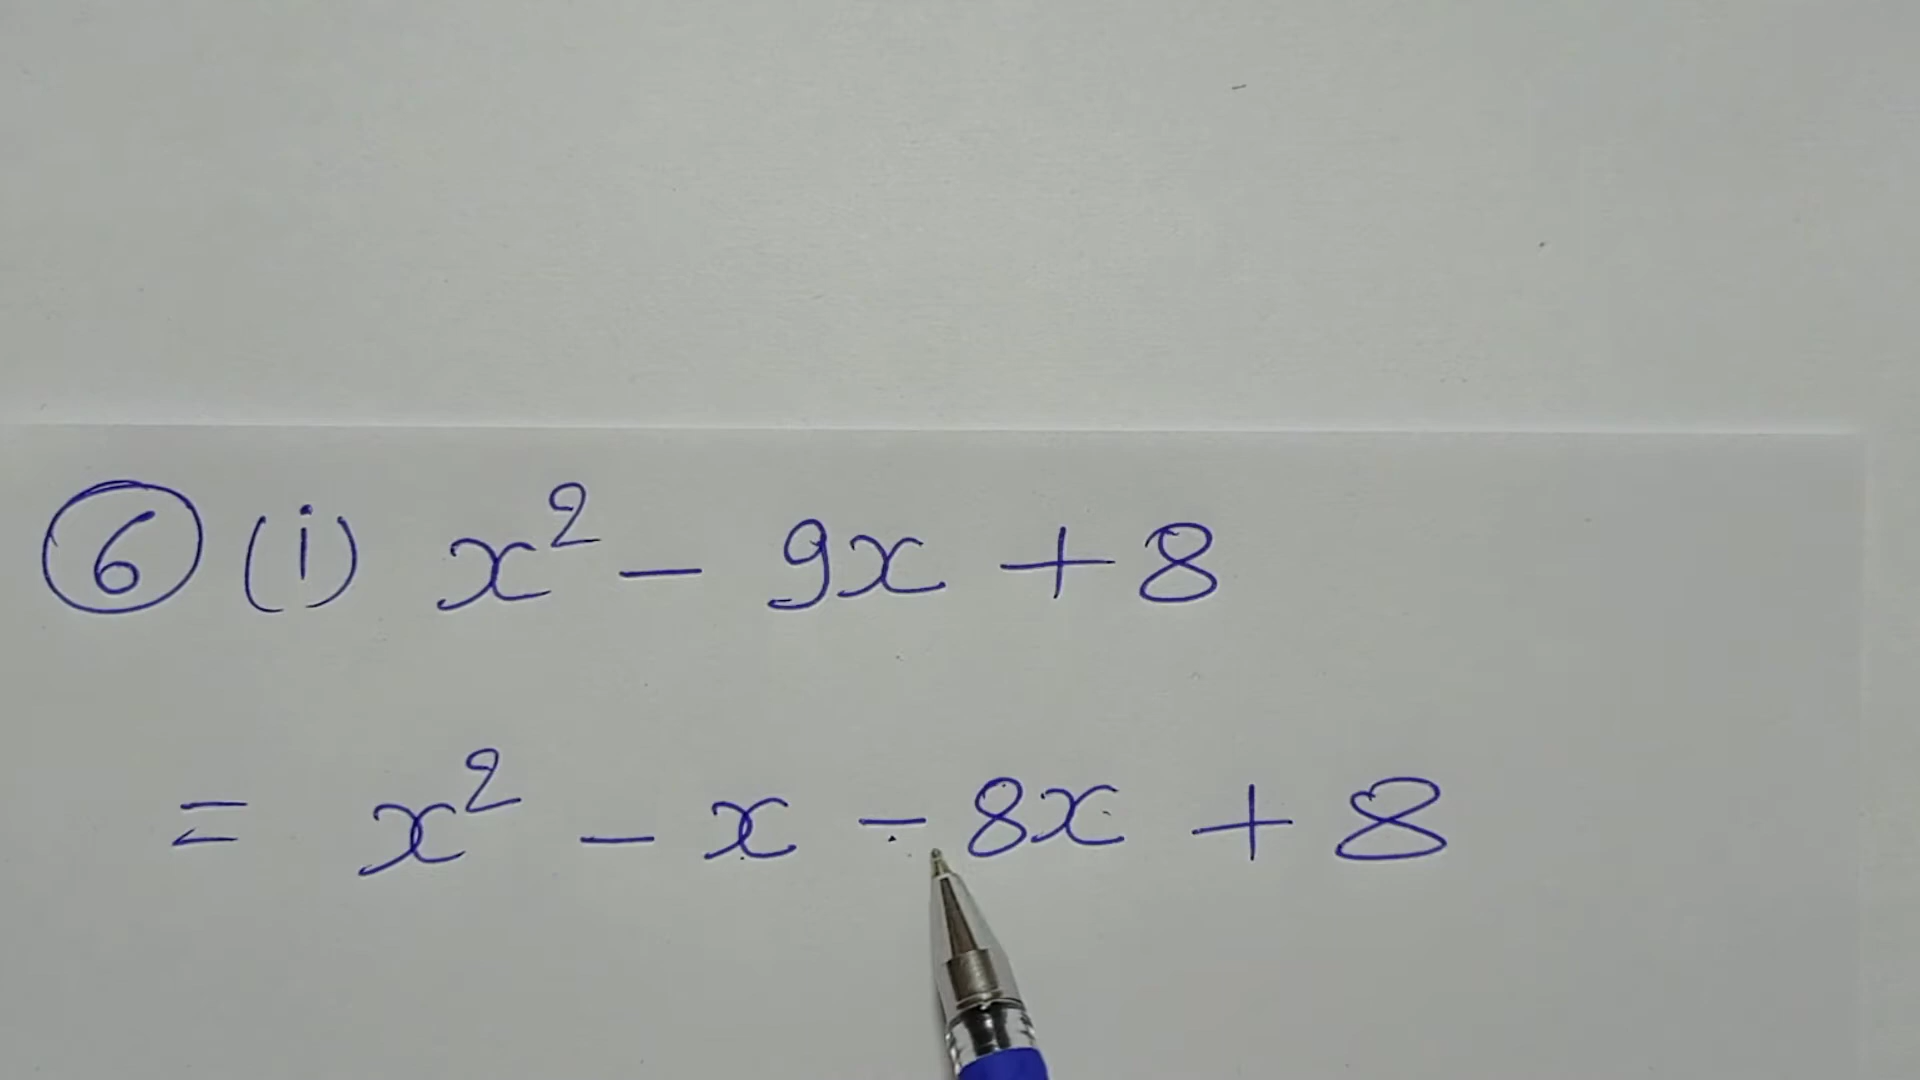 6 (i) x² - 9x + 8
= x² - x - 8x + 8